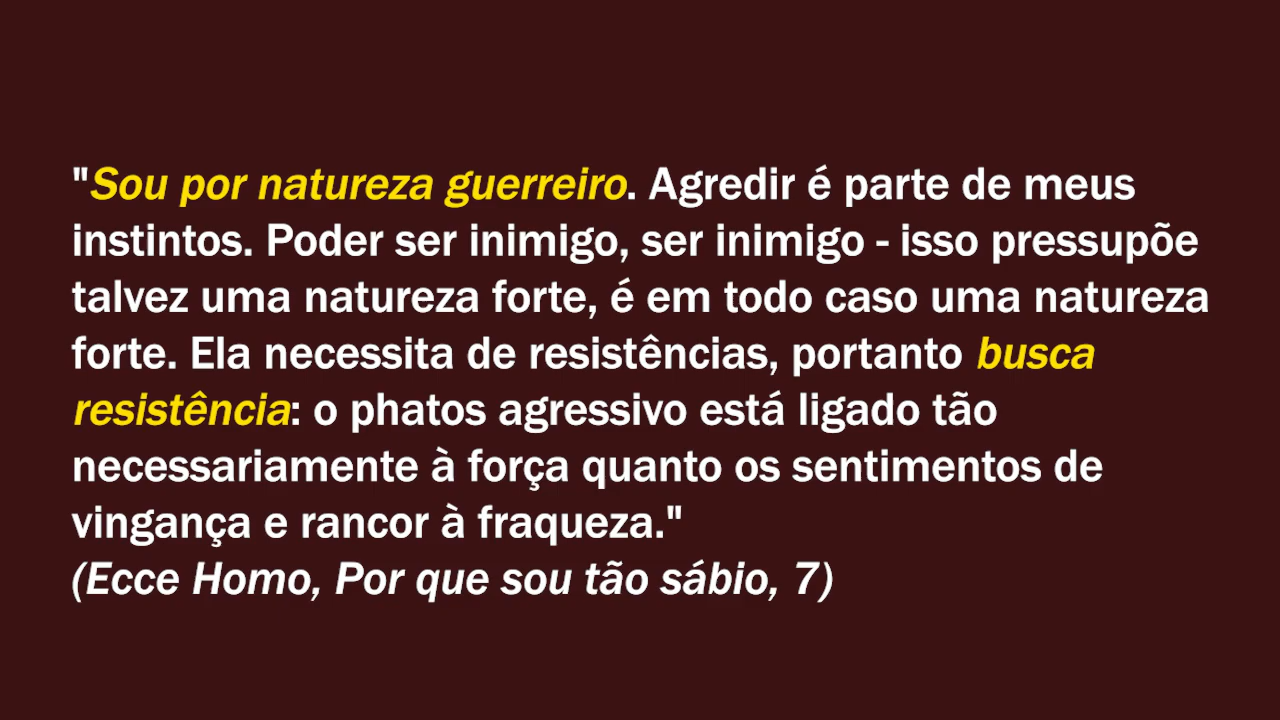 "Sou por natureza guerreiro. Agredir é parte de meus
instintos. Poder ser inimigo, ser inimigo - isso pressupõe
talvez uma natureza forte, é em todo caso uma natureza
forte. Ela necessita de resistências, portanto busca
resistência: o phatos agressivo está ligado tão
necessariamente à força quanto os sentimentos de
vingança e rancor à fraqueza."
(Ecce Homo, Por que sou tão sábio, 7)